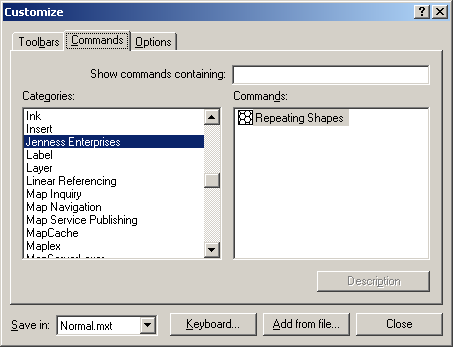 Customize
Toolbars Commands Options
Show commands containing:
Categories: Commands:
Ink
Insert
Jenness Enterprises
Label
Layer
Linear Referencing
Map Inquiry
Map Navigation
Map Service Publishing
MapCache
Maplex
Repeating Shapes
Description
Save in: Normal.mxt Keyboard... Add from file... Close